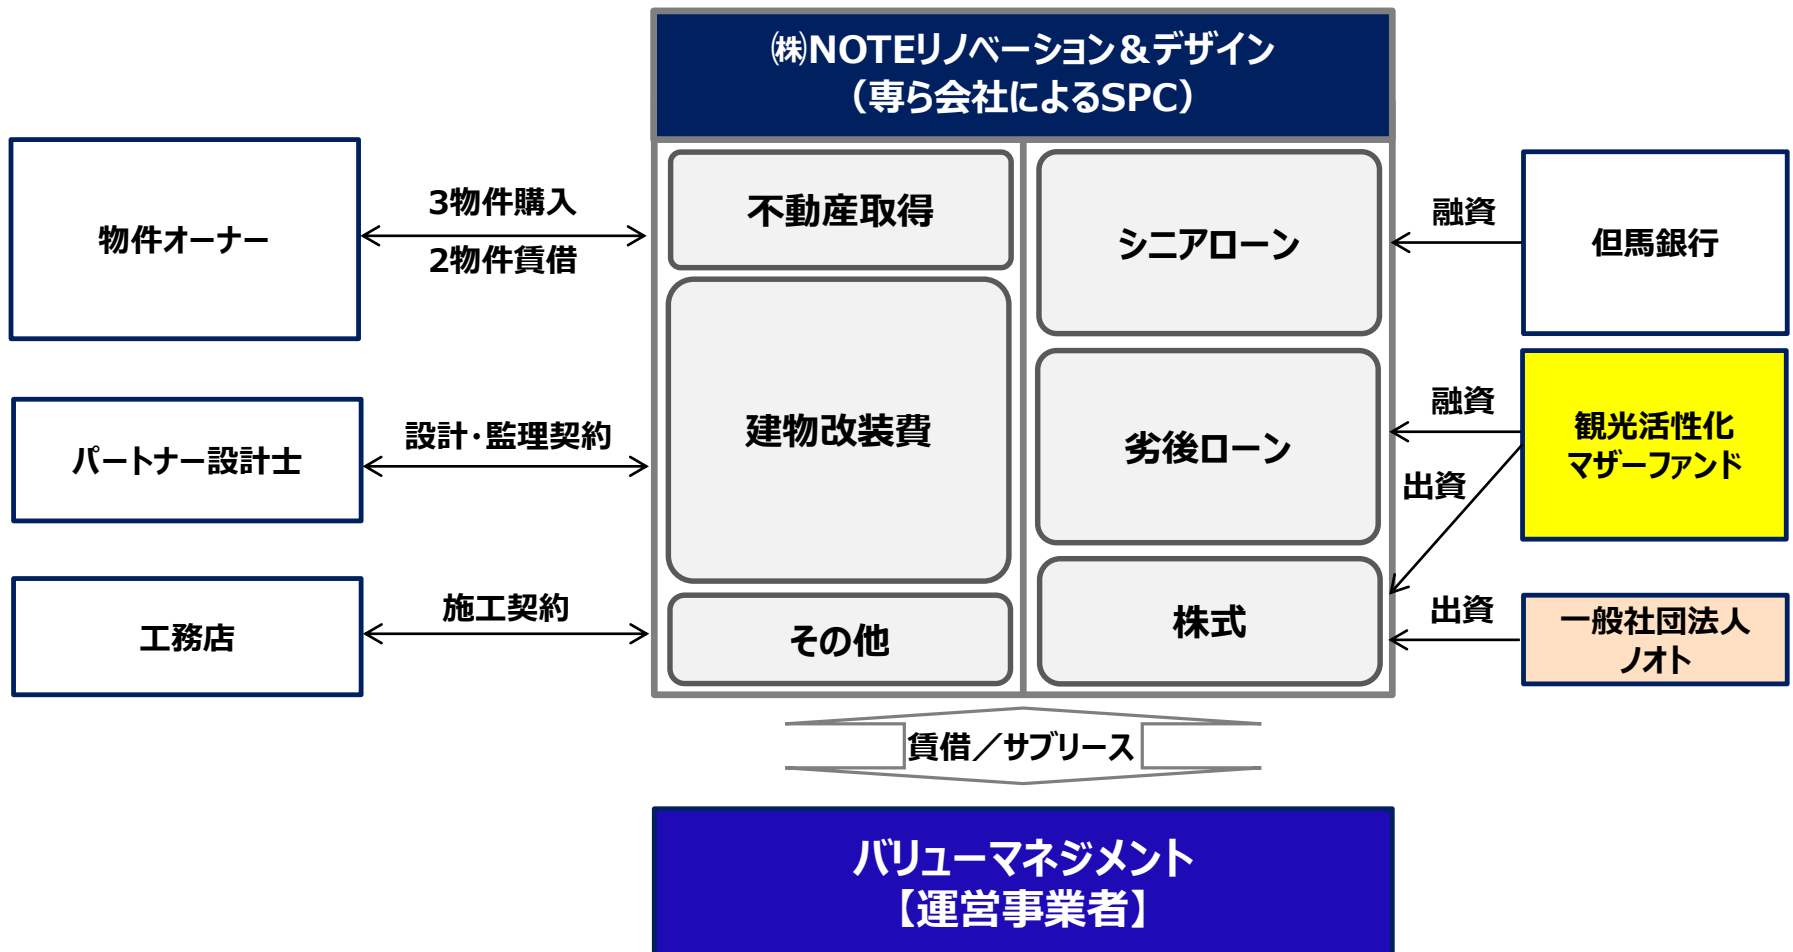 ㈱NOTEリノベーション＆デザイン
（専ら会社によるSPC）
物件オーナー
3物件購入
2物件賃借
パートナー設計士
設計・監理契約
工務店
施工契約
不動産取得
建物改装費
その他
シニアローン
劣後ローン
株式
融資
但馬銀行
融資
出資
観光活性化
マザーファンド
出資
一般社団法人
ノオト
賃借／サブリース
バリューマネジメント
【運営事業者】